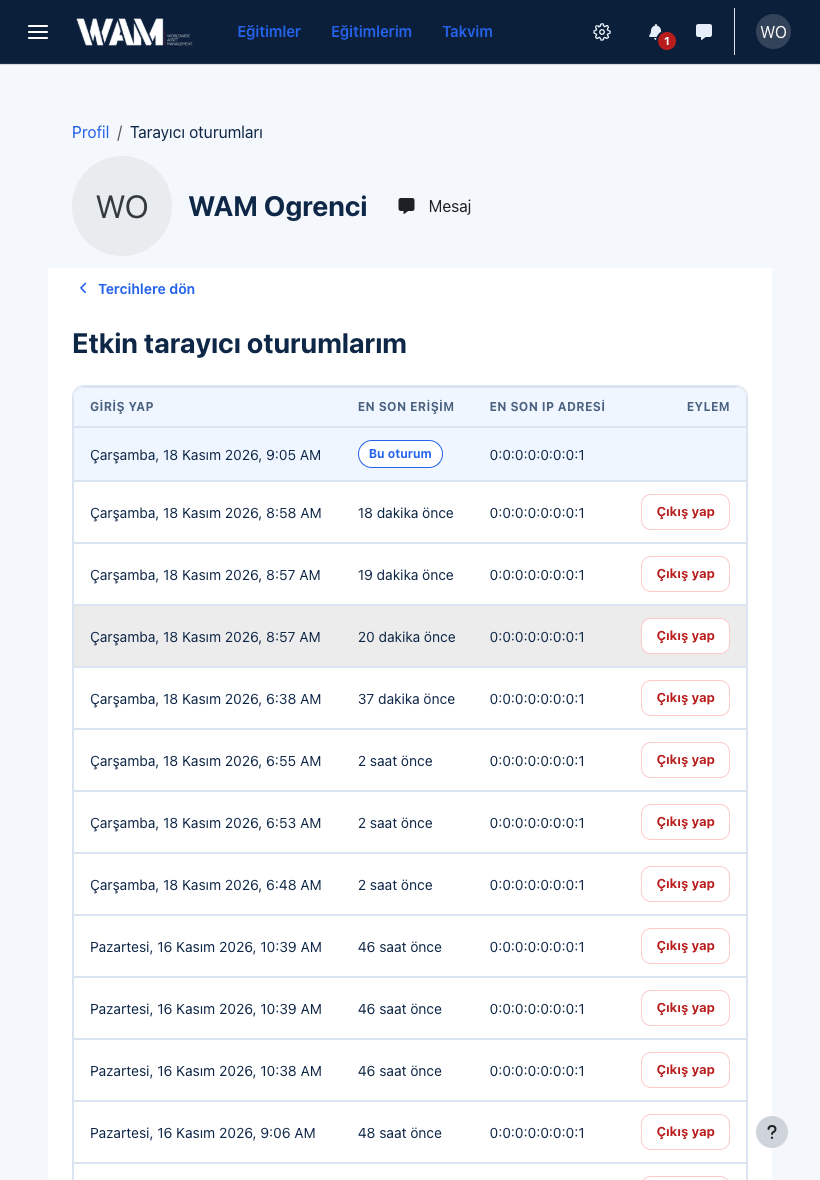 WAM WORLDWIDE ASSET MANAGEMENT Eğitimler Eğitimlerim Takvim 1 WO
Profil / Tarayıcı oturumları
WO WAM Ogrenci Mesaj
Tercihlere dön
Etkin tarayıcı oturumlarım
GİRİŞ YAP EN SON ERİŞİM EN SON IP ADRESİ EYLEM
Çarşamba, 18 Kasım 2026, 9:05 AM Bu oturum 0:0:0:0:0:0:0:1
Çarşamba, 18 Kasım 2026, 8:58 AM 18 dakika önce 0:0:0:0:0:0:0:1 Çıkış yap
Çarşamba, 18 Kasım 2026, 8:57 AM 19 dakika önce 0:0:0:0:0:0:0:1 Çıkış yap
Çarşamba, 18 Kasım 2026, 8:57 AM 20 dakika önce 0:0:0:0:0:0:0:1 Çıkış yap
Çarşamba, 18 Kasım 2026, 6:38 AM 37 dakika önce 0:0:0:0:0:0:0:1 Çıkış yap
Çarşamba, 18 Kasım 2026, 6:55 AM 2 saat önce 0:0:0:0:0:0:0:1 Çıkış yap
Çarşamba, 18 Kasım 2026, 6:53 AM 2 saat önce 0:0:0:0:0:0:0:1 Çıkış yap
Çarşamba, 18 Kasım 2026, 6:48 AM 2 saat önce 0:0:0:0:0:0:0:1 Çıkış yap
Pazartesi, 16 Kasım 2026, 10:39 AM 46 saat önce 0:0:0:0:0:0:0:1 Çıkış yap
Pazartesi, 16 Kasım 2026, 10:39 AM 46 saat önce 0:0:0:0:0:0:0:1 Çıkış yap
Pazartesi, 16 Kasım 2026, 10:38 AM 46 saat önce 0:0:0:0:0:0:0:1 Çıkış yap
Pazartesi, 16 Kasım 2026, 9:06 AM 48 saat önce 0:0:0:0:0:0:0:1 Çıkış yap
?